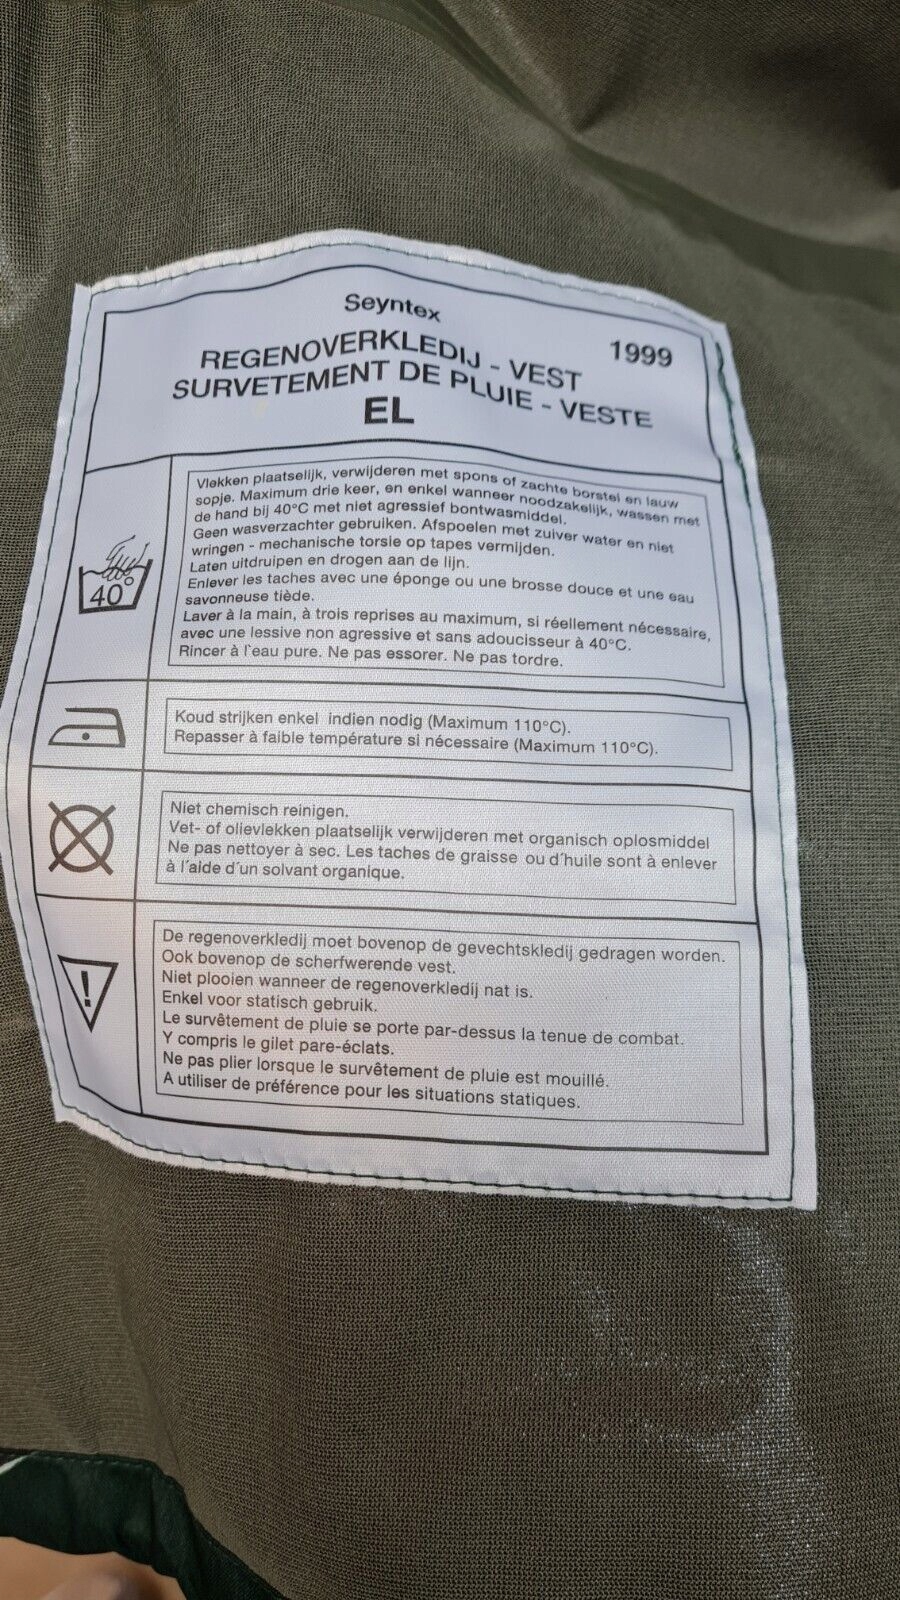 Seyntex
1999
REGENOVERKLEDIJ - VEST
SURVETEMENT DE PLUIE - VESTE
EL
Vlekken plaatselijk, verwijderen met spons of zachte borstel en lauw
sopje. Maximum drie keer, en enkel wanneer noodzakelijk, wassen met
de hand bij 40°C met niet agressief bontwasmiddel.
Geen wasverzachter gebruiken. Afspoelen met zuiver water en niet
wringen - mechanische torsie op tapes vermijden.
Laten uitdruipen en drogen aan de lijn.
Enlever les taches avec une éponge ou une brosse douce et une eau
savonneuse tiède.
Laver à la main, à trois reprises au maximum, si réellement nécessaire,
avec une lessive non agressive et sans adoucisseur à 40°C.
Rincer à l'eau pure. Ne pas essorer. Ne pas tordre.
40°
Koud strijken enkel indien nodig (Maximum 110°C).
Repasser à faible température si nécessaire (Maximum 110°C).
Niet chemisch reinigen.
Vet- of olievlekken plaatselijk verwijderen met organisch oplosmiddel
Ne pas nettoyer à sec. Les taches de graisse ou d'huile sont à enlever
à l'aide d'un solvant organique.
!
De regenoverkledij moet bovenop de gevechtskledij gedragen worden.
Ook bovenop de scherfwerende vest.
Niet plooien wanneer de regenoverkledij nat is.
Enkel voor statisch gebruik.
Le survêtement de pluie se porte par-dessus la tenue de combat.
Y compris le gilet pare-éclats.
Ne pas plier lorsque le survêtement de pluie est mouillé.
A utiliser de préférence pour les situations statiques.